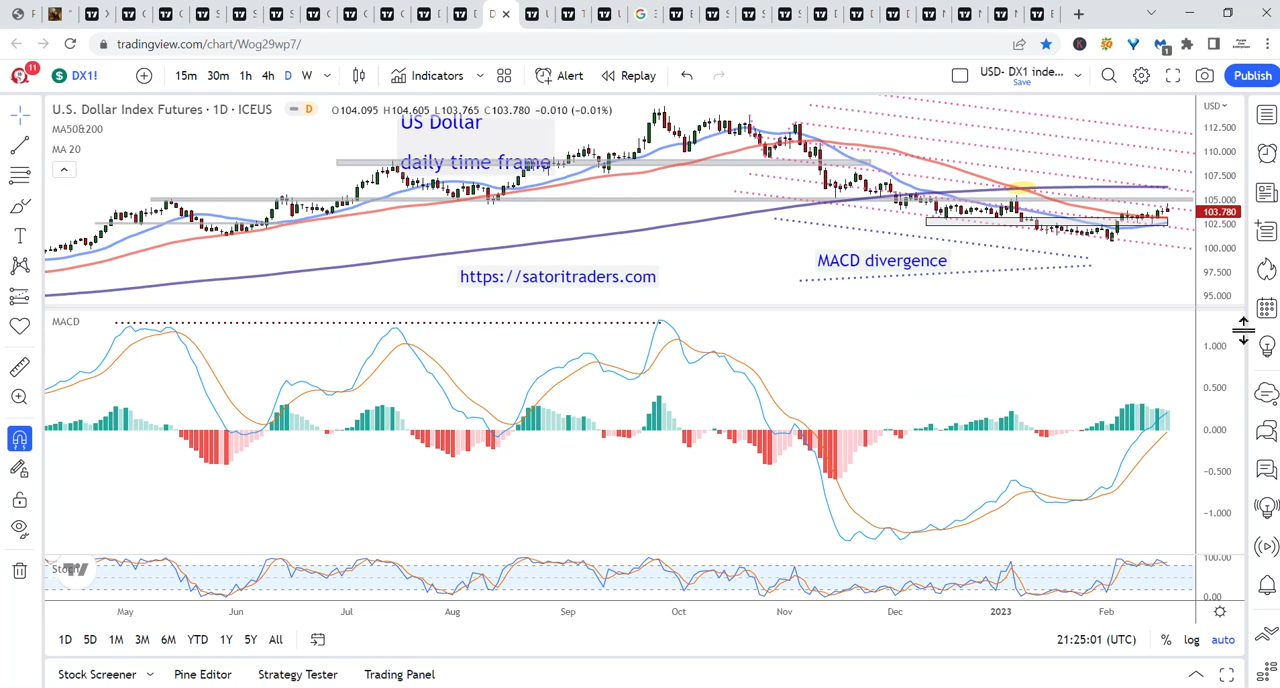 tradingview.com/chart/Wog29wp7/
1
11
DX1!
15m 30m 1h 4h D W
Indicators
Alert
Replay
USD- DX1 inde...
Save
Publish
U.S. Dollar Index Futures · 1D · ICEUS
D
O104.095 H104.605 L103.765 C103.780 -0.010 (-0.01%)
MA50&200
MA 20
US Dollar
daily time frame
https://satoritraders.com
MACD divergence
USD
112.500
110.000
107.500
105.000
103.780
102.500
100.000
97.500
95.000
MACD
1.000
0.500
0.000
-0.500
-1.000
100.00
0.00
May Jun Jul Aug Sep Oct Nov Dec 2023 Feb
1D 5D 1M 3M 6M YTD 1Y 5Y All
21:25:01 (UTC)
% log auto
Stock Screener Pine Editor Strategy Tester Trading Panel